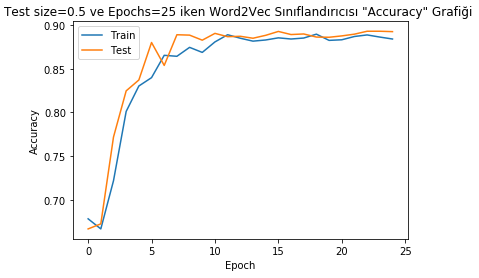 Test size=0.5 ve Epochs=25 iken Word2Vec Sınıflandırıcısı "Accuracy" Grafiği
Train
Test
0.90
0.85
0.80
0.75
0.70
Accuracy
0 5 10 15 20 25
Epoch